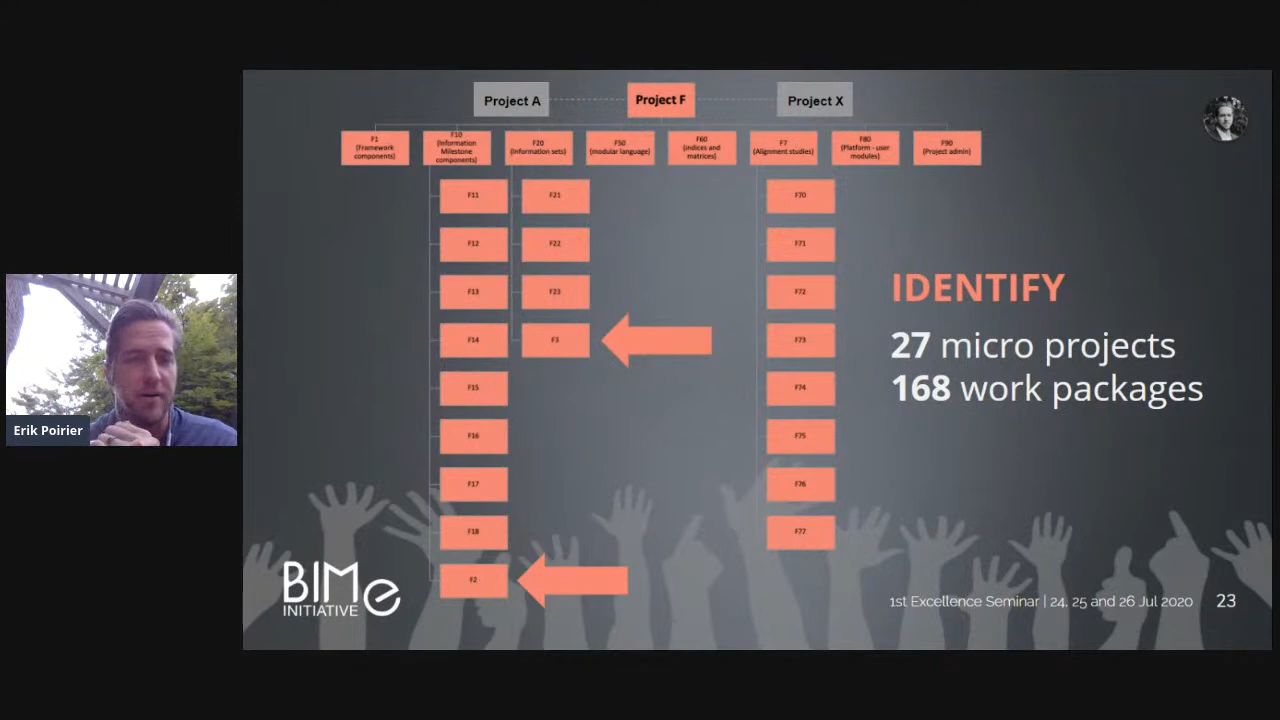 Project A
Project F
Project X
F1
(Framework
components)
F10
(Information
Milestone
components)
F20
(Information sets)
F50
(modular language)
F60
(indices and
matrices)
F7
(Alignment studies)
F80
(Platform - user
modules)
F90
(Project admin)
F11
F21
F70
F12
F22
F71
F13
F23
F72
F14
F3
F73
F15
F74
F16
F75
F17
F76
F18
F77
F2
IDENTIFY
27 micro projects
168 work packages
Erik Poirier
BIMe
INITIATIVE
1st Excellence Seminar | 24, 25 and 26 Jul 2020
23